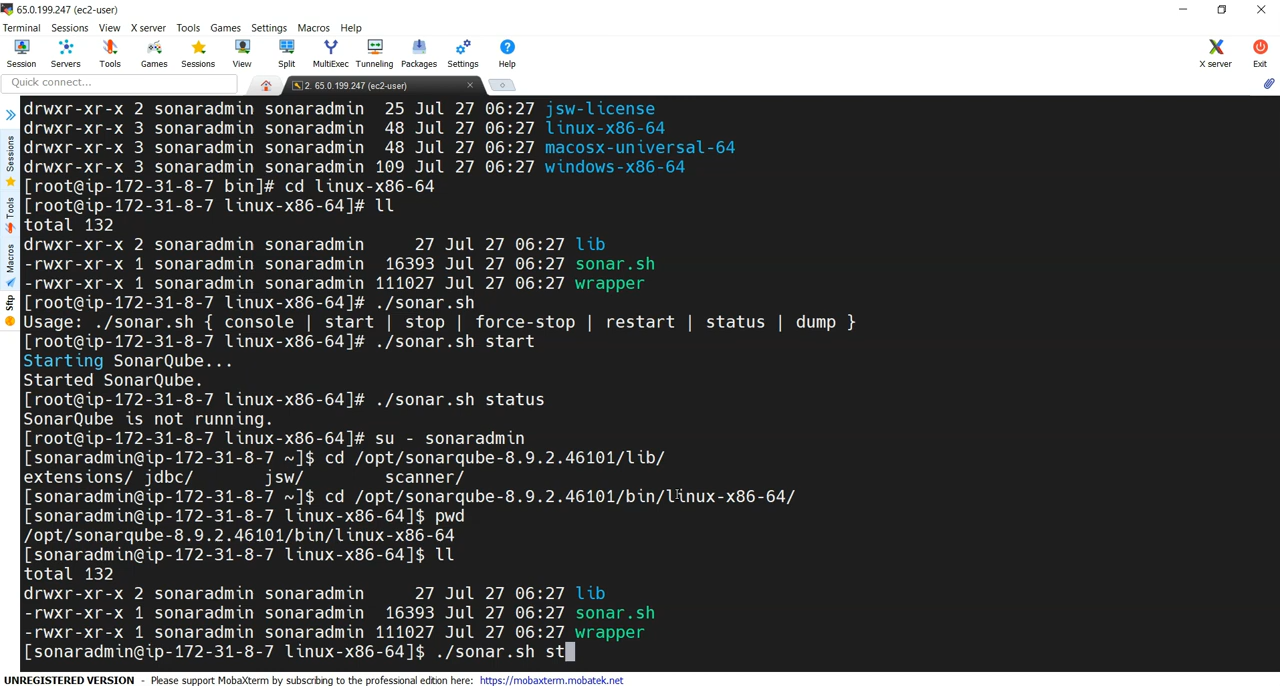 65.0.199.247 (ec2-user)
Terminal Sessions View X server Tools Games Settings Macros Help
Session Servers Tools Games Sessions View Split MultiExec Tunneling Packages Settings Help X server Exit
Quick connect...
2. 65.0.199.247 (ec2-user)
Sessions
Tools
Macros
Sftp
drwxr-xr-x 2 sonaradmin sonaradmin  25 Jul 27 06:27 jsw-license
drwxr-xr-x 3 sonaradmin sonaradmin  48 Jul 27 06:27 linux-x86-64
drwxr-xr-x 3 sonaradmin sonaradmin  48 Jul 27 06:27 macosx-universal-64
drwxr-xr-x 3 sonaradmin sonaradmin 109 Jul 27 06:27 windows-x86-64
[root@ip-172-31-8-7 bin]# cd linux-x86-64
[root@ip-172-31-8-7 linux-x86-64]# ll
total 132
drwxr-xr-x 2 sonaradmin sonaradmin     27 Jul 27 06:27 lib
-rwxr-xr-x 1 sonaradmin sonaradmin  16393 Jul 27 06:27 sonar.sh
-rwxr-xr-x 1 sonaradmin sonaradmin 111027 Jul 27 06:27 wrapper
[root@ip-172-31-8-7 linux-x86-64]# ./sonar.sh
Usage: ./sonar.sh { console | start | stop | force-stop | restart | status | dump }
[root@ip-172-31-8-7 linux-x86-64]# ./sonar.sh start
Starting SonarQube...
Started SonarQube.
[root@ip-172-31-8-7 linux-x86-64]# ./sonar.sh status
SonarQube is not running.
[root@ip-172-31-8-7 linux-x86-64]# su - sonaradmin
[sonaradmin@ip-172-31-8-7 ~]$ cd /opt/sonarqube-8.9.2.46101/lib/
extensions/ jdbc/       jsw/        scanner/
[sonaradmin@ip-172-31-8-7 ~]$ cd /opt/sonarqube-8.9.2.46101/bin/linux-x86-64/
[sonaradmin@ip-172-31-8-7 linux-x86-64]$ pwd
/opt/sonarqube-8.9.2.46101/bin/linux-x86-64
[sonaradmin@ip-172-31-8-7 linux-x86-64]$ ll
total 132
drwxr-xr-x 2 sonaradmin sonaradmin     27 Jul 27 06:27 lib
-rwxr-xr-x 1 sonaradmin sonaradmin  16393 Jul 27 06:27 sonar.sh
-rwxr-xr-x 1 sonaradmin sonaradmin 111027 Jul 27 06:27 wrapper
[sonaradmin@ip-172-31-8-7 linux-x86-64]$ ./sonar.sh st
UNREGISTERED VERSION - Please support MobaXterm by subscribing to the professional edition here: https://mobaxterm.mobatek.net